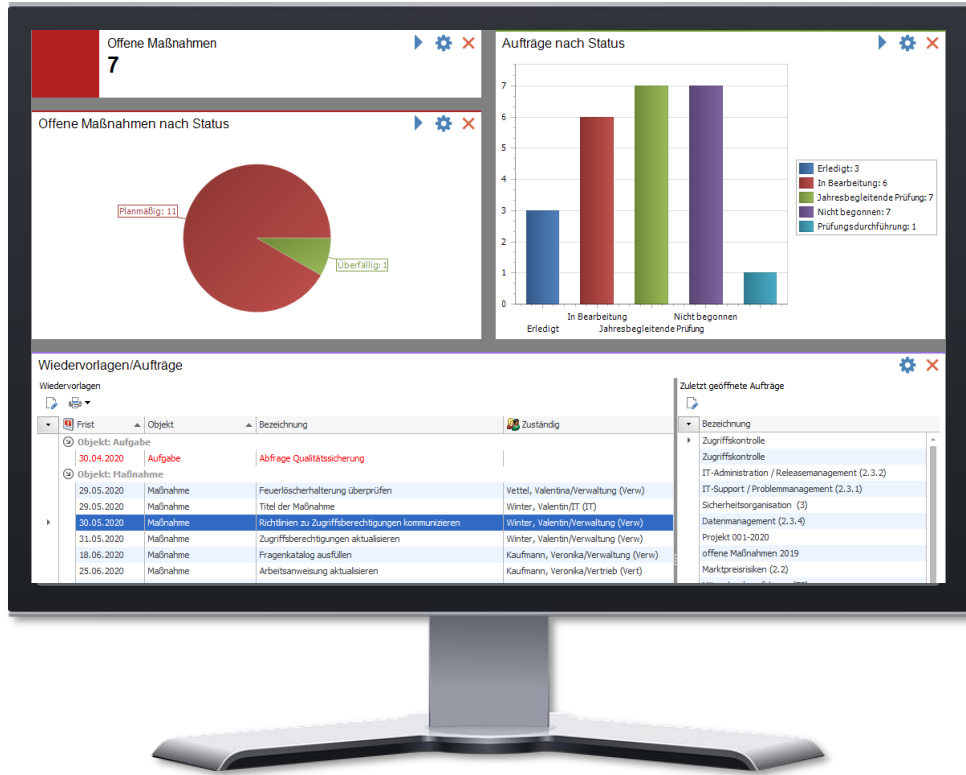 Offene Maßnahmen
7
Offene Maßnahmen nach Status
Planmäßig: 11
Überfällig: 1
Aufträge nach Status
7
6
5
4
3
2
1
0
Erledigt
In Bearbeitung
Jahresbegleitende Prüfung
Nicht begonnen
Erledigt: 3
In Bearbeitung: 6
Jahresbegleitende Prüfung: 7
Nicht begonnen: 7
Prüfungsdurchführung: 1
Wiedervorlagen/Aufträge
Wiedervorlagen
Frist Objekt Bezeichnung Zuständig
Objekt: Aufgabe
30.04.2020 Aufgabe Abfrage Qualitätssicherung
Objekt: Maßnahme
29.05.2020 Maßnahme Feuerlöscherhalterung überprüfen Vettel, Valentina/Verwaltung (Verw)
29.05.2020 Maßnahme Titel der Maßnahme Winter, Valentin/IT (IT)
30.05.2020 Maßnahme Richtlinien zu Zugriffsberechtigungen kommunizieren Winter, Valentin/Verwaltung (Verw)
31.05.2020 Maßnahme Zugriffsberechtigungen aktualisieren Winter, Valentin/Verwaltung (Verw)
18.06.2020 Maßnahme Fragenkatalog ausfüllen Kaufmann, Veronika/Verwaltung (Verw)
25.06.2020 Maßnahme Arbeitsanweisung aktualisieren Kaufmann, Veronika/Vertrieb (Vert)
Zuletzt geöffnete Aufträge
Bezeichnung
Zugriffskontrolle
Zugriffskontrolle
IT-Administration / Releasemanagement (2.3.2)
IT-Support / Problemmanagement (2.3.1)
Sicherheitsorganisation (3)
Datenmanagement (2.3.4)
Projekt 001-2020
offene Maßnahmen 2019
Marktpreisrisiken (2.2)